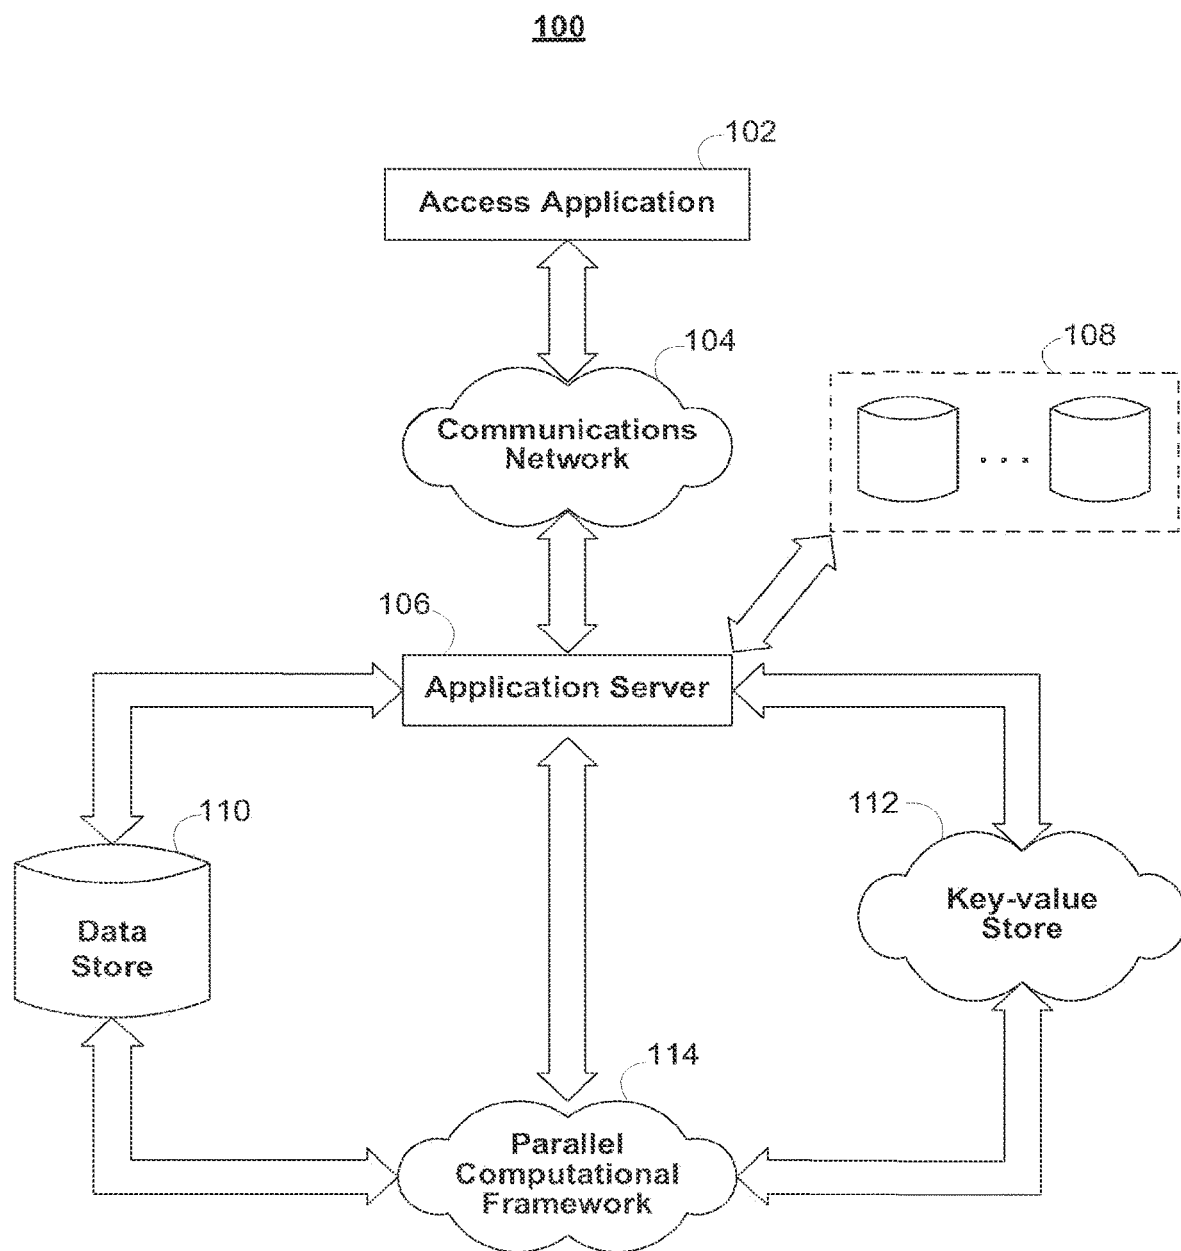 100
102
Access Application
104
108
Communications
Network
. . .
106
Application Server
110
112
Data
Store
Key-value
Store
114
Parallel
Computational
Framework